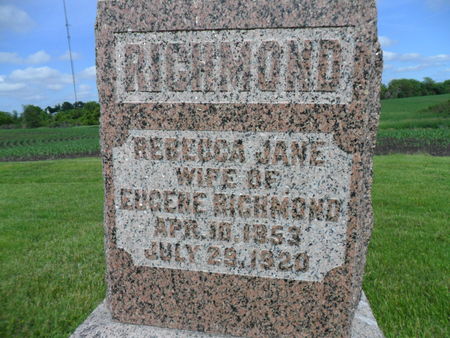 RICHMOND
REBECCA JANE
WIFE OF
EUGENE RICHMOND
APR. 10, 1853
JULY 29, 1920